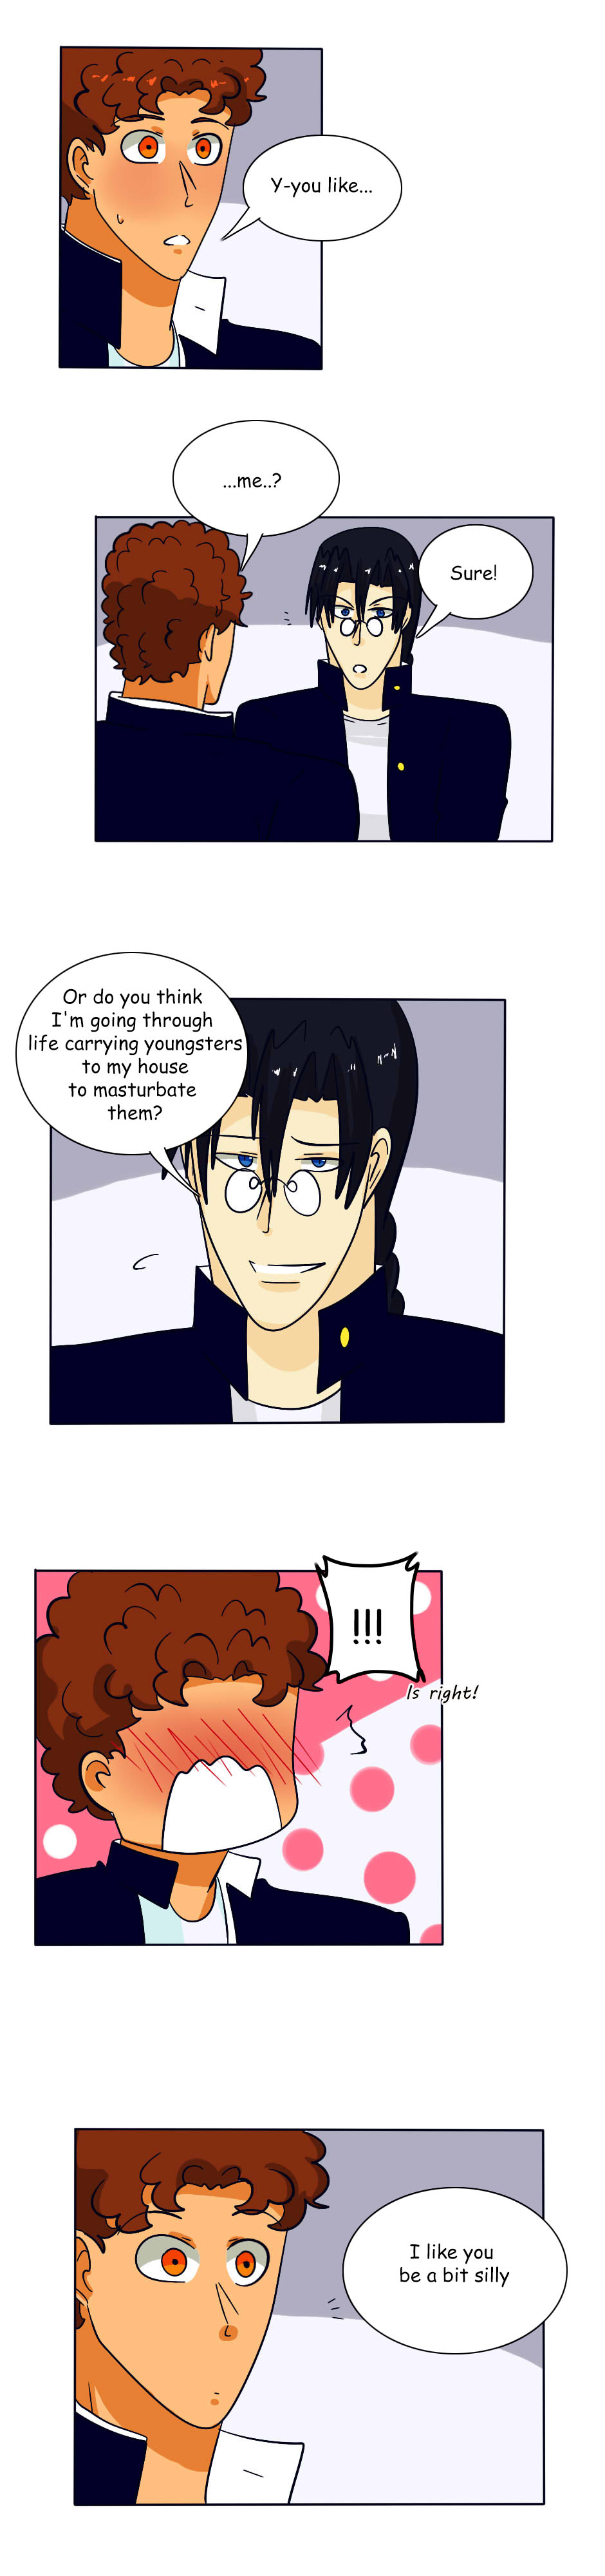 Y-you like...
...me..?
Sure!
Or do you think
I'm going through
life carrying youngsters
to my house
to masturbate
them?
!!!
Is right!
I like you
be a bit silly